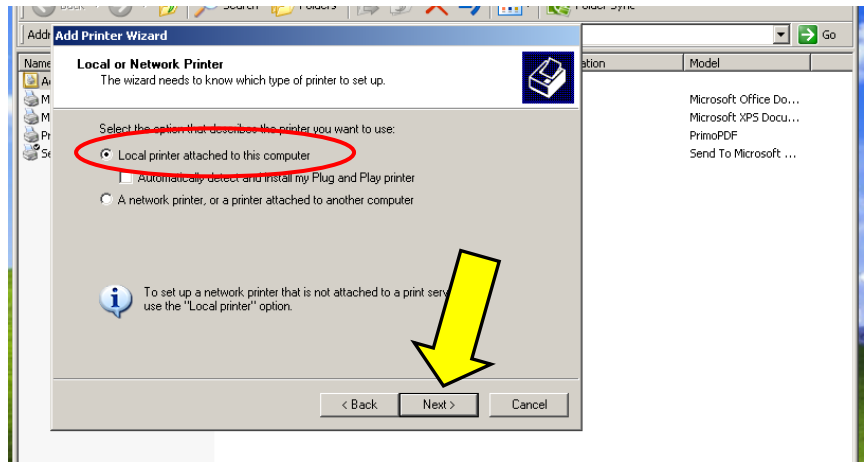 Back
Search
Folders
Folder Sync
Addr
Go
Add Printer Wizard
Name
Model
Local or Network Printer
The wizard needs to know which type of printer to set up.
Microsoft Office Do...
Microsoft XPS Docu...
PrimoPDF
Send To Microsoft ...
Select the option that describes the printer you want to use:
Local printer attached to this computer
Automatically detect and install my Plug and Play printer
A network printer, or a printer attached to another computer
To set up a network printer that is not attached to a print serv
use the "Local printer" option.
< Back
Next >
Cancel